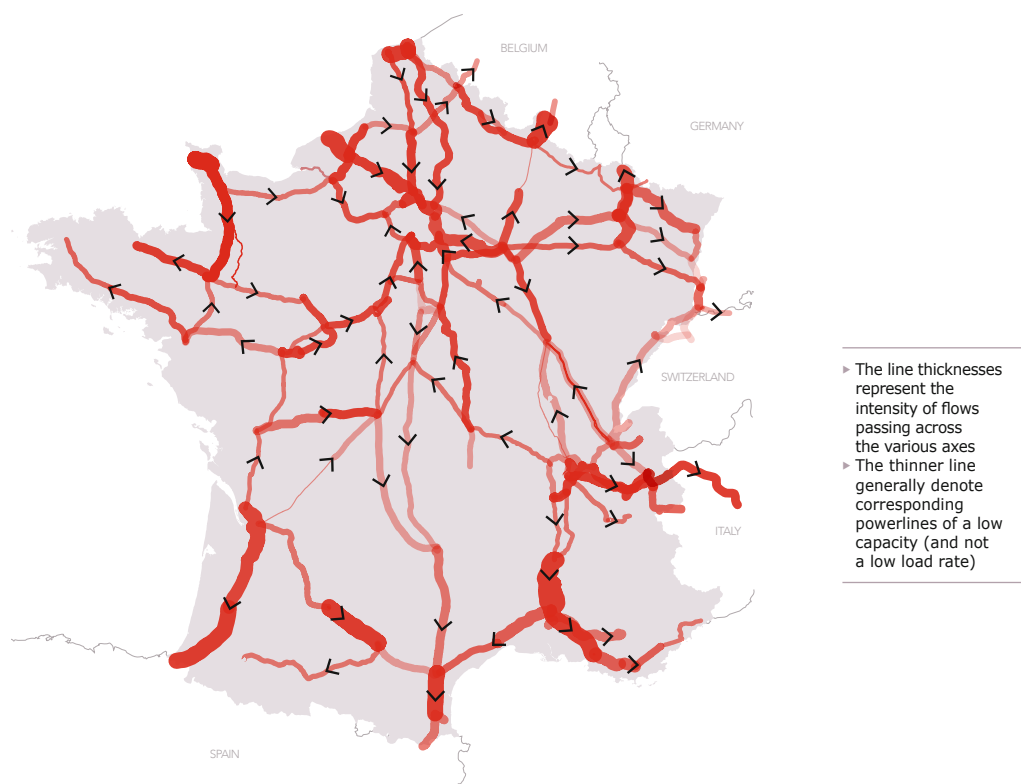 BELGIUM
GERMANY
SWITZERLAND
ITALY
SPAIN
The line thicknesses
represent the
intensity of flows
passing across
the various axes
The thinner line
generally denote
corresponding
powerlines of a low
capacity (and not
a low load rate)